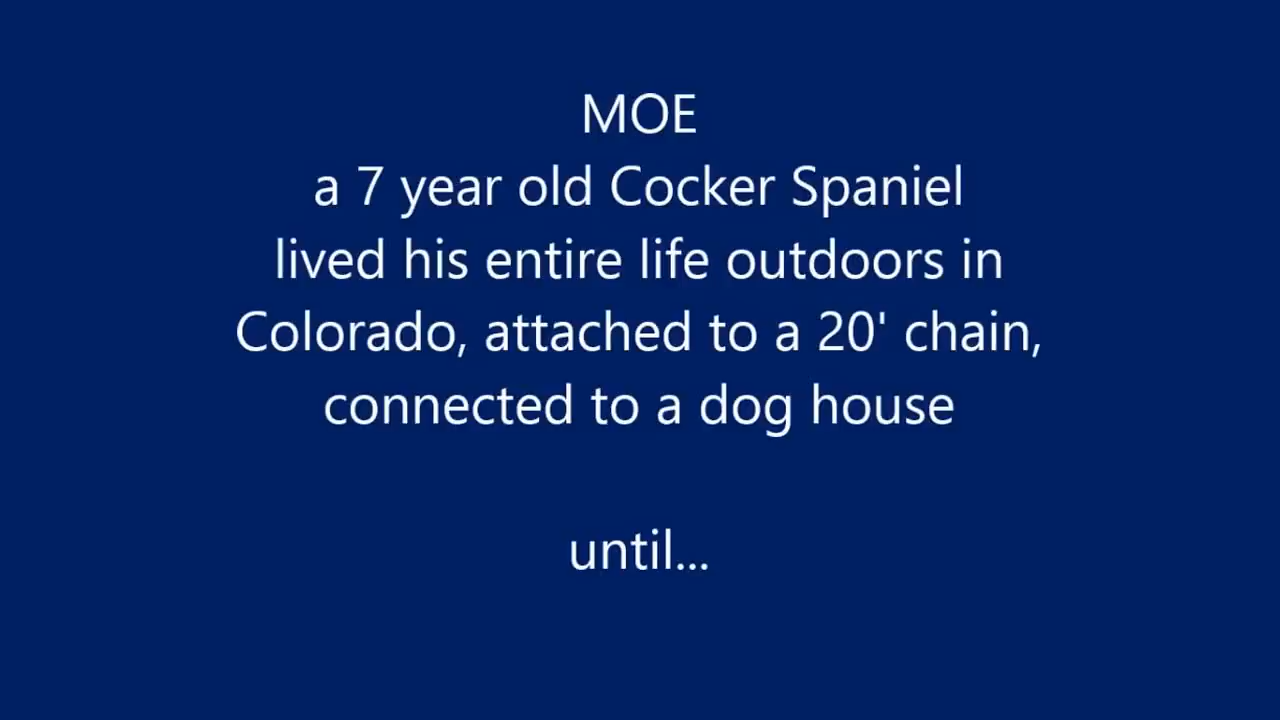 MOE
a 7 year old Cocker Spaniel
lived his entire life outdoors in
Colorado, attached to a 20' chain,
connected to a dog house
until...